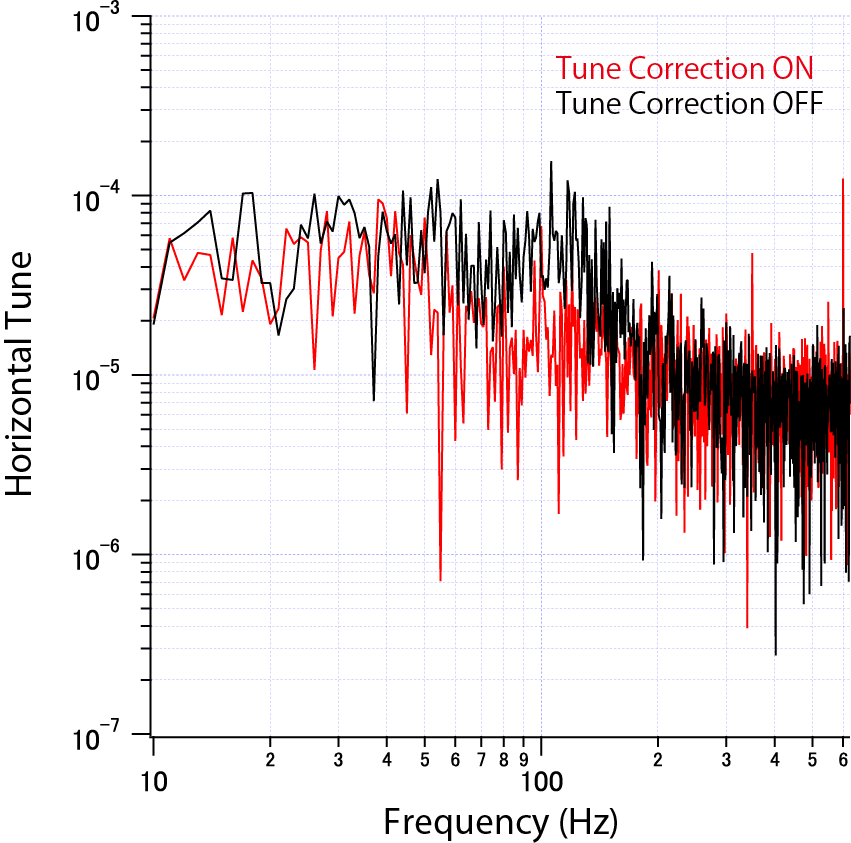 10⁻³
Tune Correction ON
Tune Correction OFF
10⁻⁴
Horizontal Tune
10⁻⁵
10⁻⁶
10⁻⁷
2 3 4 5 6 7 8 9 2 3 4 5 6
10 100
Frequency (Hz)